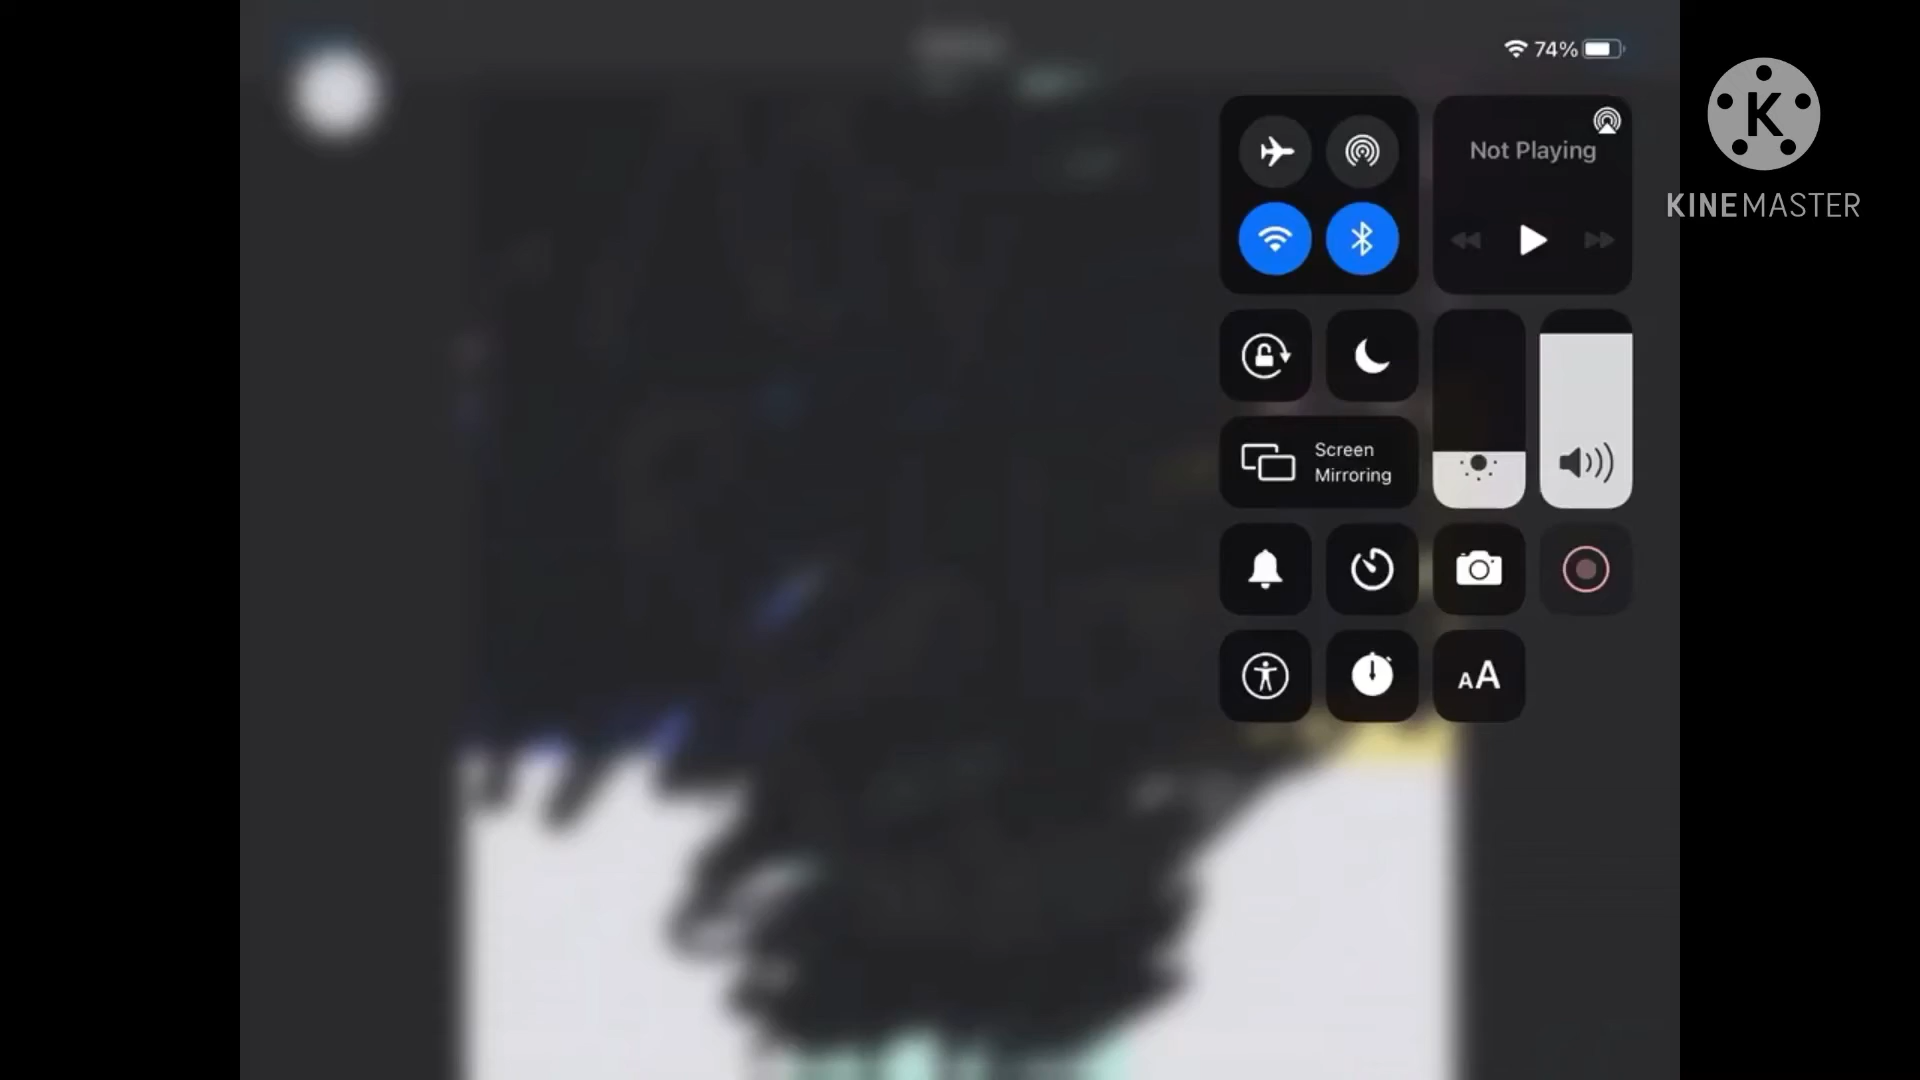 74%
K
KINEMASTER
Not Playing
Screen
Mirroring
AA